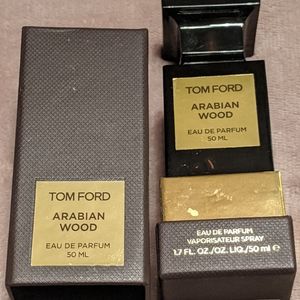 TOM FORD
ARABIAN
WOOD
EAU DE PARFUM
50 ML
TOM FORD
ARABIAN
WOOD
EAU DE PARFUM
50 ML
EAU DE PARFUM
VAPORISATEUR SPRAY
1.7 FL. OZ./OZ. LIQ./50 ml ℮